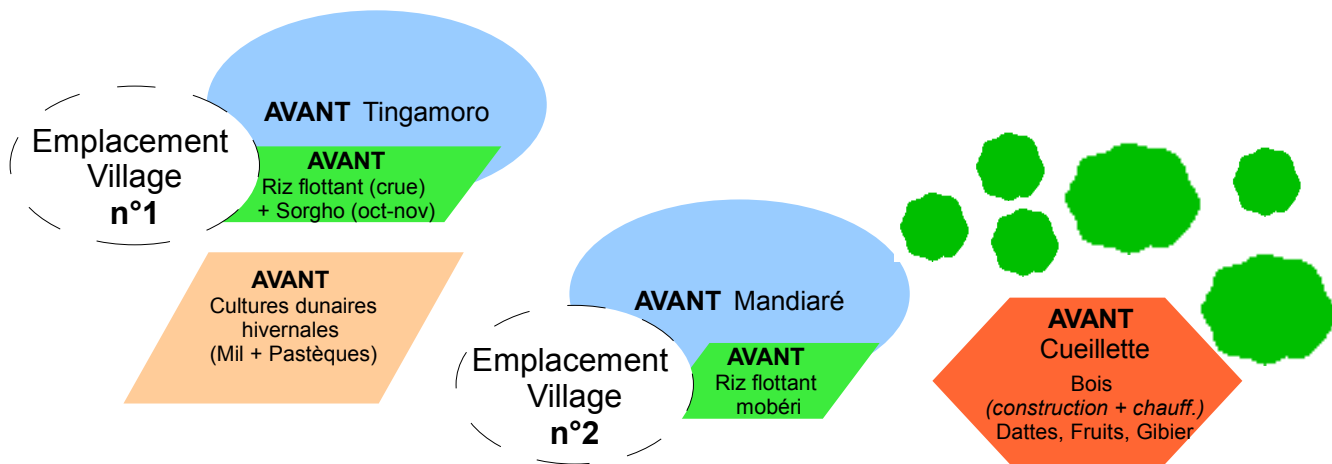 AVANT Tingamoro
Emplacement
Village
n°1
AVANT
Riz flottant (crue)
+ Sorgho (oct-nov)
AVANT
Cultures dunaires
hivernales
(Mil + Pastèques)
AVANT Mandiaré
Emplacement
Village
n°2
AVANT
Riz flottant
mobéri
AVANT
Cueillette
Bois
(construction + chauff.)
Dattes, Fruits, Gibier